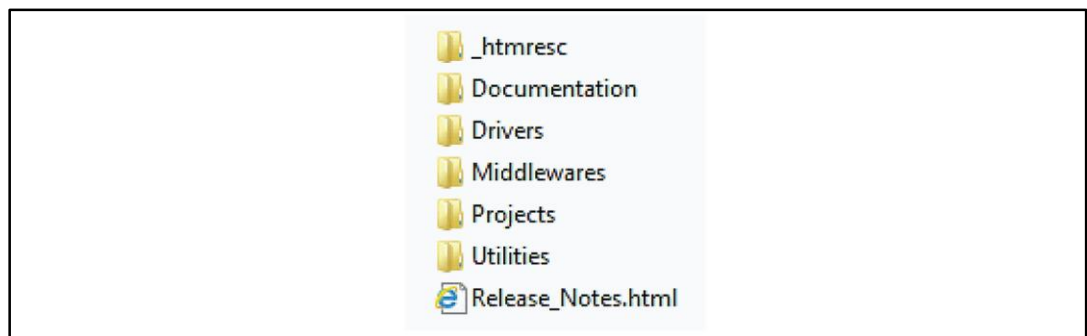 _htmresc
Documentation
Drivers
Middlewares
Projects
Utilities
Release_Notes.html